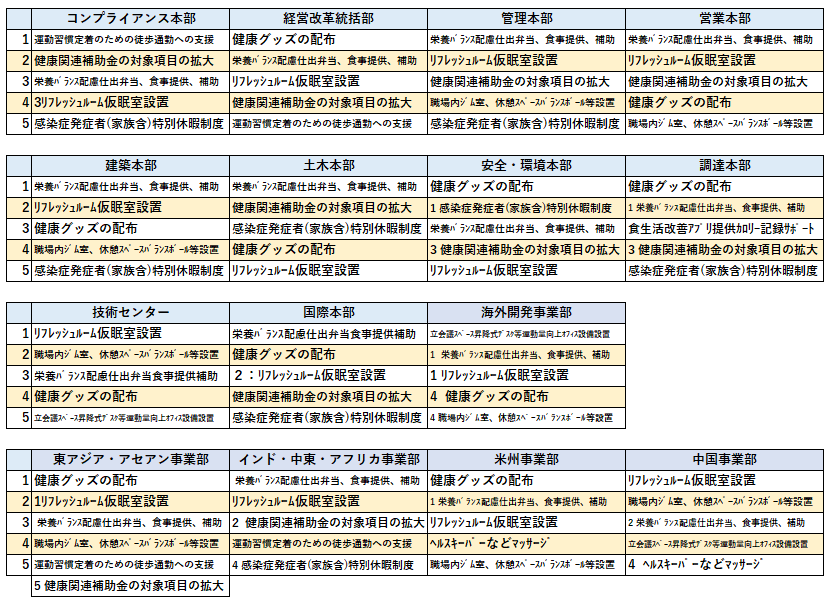 コンプライアンス本部 経営改革統括部 管理本部 営業本部
1 運動習慣定着のための徒歩通勤への支援 健康グッズの配布 栄養ﾊﾞﾗﾝｽ配慮仕出弁当、食事提供、補助 栄養ﾊﾞﾗﾝｽ配慮仕出弁当、食事提供、補助
2 健康関連補助金の対象項目の拡大 栄養ﾊﾞﾗﾝｽ配慮仕出弁当、食事提供、補助 ﾘﾌﾚｯｼｭﾙｰﾑ仮眠室設置 ﾘﾌﾚｯｼｭﾙｰﾑ仮眠室設置
3 栄養ﾊﾞﾗﾝｽ配慮仕出弁当、食事提供、補助 ﾘﾌﾚｯｼｭﾙｰﾑ仮眠室設置 健康関連補助金の対象項目の拡大 健康関連補助金の対象項目の拡大
4 3ﾘﾌﾚｯｼｭﾙｰﾑ仮眠室設置 健康関連補助金の対象項目の拡大 職場内ｼﾞﾑ室、休憩ｽﾍﾟｰｽﾊﾞﾗﾝｽﾎﾞｰﾙ等設置 健康グッズの配布
5 感染症発症者(家族含)特別休暇制度 運動習慣定着のための徒歩通勤への支援 感染症発症者(家族含)特別休暇制度 職場内ｼﾞﾑ室、休憩ｽﾍﾟｰｽﾊﾞﾗﾝｽﾎﾞｰﾙ等設置
建築本部 土木本部 安全・環境本部 調達本部
1 栄養ﾊﾞﾗﾝｽ配慮仕出弁当、食事提供、補助 栄養ﾊﾞﾗﾝｽ配慮仕出弁当、食事提供、補助 健康グッズの配布 健康グッズの配布
2 ﾘﾌﾚｯｼｭﾙｰﾑ仮眠室設置 健康関連補助金の対象項目の拡大 1 感染症発症者(家族含)特別休暇制度 1 栄養ﾊﾞﾗﾝｽ配慮仕出弁当、食事提供、補助
3 健康グッズの配布 感染症発症者(家族含)特別休暇制度 栄養ﾊﾞﾗﾝｽ配慮仕出弁当、食事提供、補助 食生活改善ｱﾌﾟﾘ提供ｶﾛﾘｰ記録ｻﾎﾟｰﾄ
4 職場内ｼﾞﾑ室、休憩ｽﾍﾟｰｽﾊﾞﾗﾝｽﾎﾞｰﾙ等設置 健康グッズの配布 3 健康関連補助金の対象項目の拡大 3 健康関連補助金の対象項目の拡大
5 感染症発症者(家族含)特別休暇制度 ﾘﾌﾚｯｼｭﾙｰﾑ仮眠室設置 ﾘﾌﾚｯｼｭﾙｰﾑ仮眠室設置 感染症発症者(家族含)特別休暇制度
技術センター 国際本部 海外開発事業部
1 ﾘﾌﾚｯｼｭﾙｰﾑ仮眠室設置 栄養ﾊﾞﾗﾝｽ配慮仕出弁当食事提供補助 立会議ｽﾍﾟｰｽ昇降式ﾃﾞｽｸ等運動量向上ｵﾌｨｽ設備設置
2 職場内ｼﾞﾑ室、休憩ｽﾍﾟｰｽﾊﾞﾗﾝｽﾎﾞｰﾙ等設置 健康グッズの配布 1 栄養ﾊﾞﾗﾝｽ配慮仕出弁当、食事提供、補助
3 栄養ﾊﾞﾗﾝｽ配慮仕出弁当食事提供補助 2：ﾘﾌﾚｯｼｭﾙｰﾑ仮眠室設置 1 ﾘﾌﾚｯｼｭﾙｰﾑ仮眠室設置
4 健康グッズの配布 健康関連補助金の対象項目の拡大 4 健康グッズの配布
5 立会議ｽﾍﾟｰｽ昇降式ﾃﾞｽｸ等運動量向上ｵﾌｨｽ設備設置 感染症発症者(家族含)特別休暇制度 4 職場内ｼﾞﾑ室、休憩ｽﾍﾟｰｽﾊﾞﾗﾝｽﾎﾞｰﾙ等設置
東アジア・アセアン事業部 インド・中東・アフリカ事業部 米州事業部 中国事業部
1 健康グッズの配布 栄養ﾊﾞﾗﾝｽ配慮仕出弁当、食事提供、補助 健康グッズの配布 ﾘﾌﾚｯｼｭﾙｰﾑ仮眠室設置
2 1ﾘﾌﾚｯｼｭﾙｰﾑ仮眠室設置 ﾘﾌﾚｯｼｭﾙｰﾑ仮眠室設置 1 栄養ﾊﾞﾗﾝｽ配慮仕出弁当、食事提供、補助 職場内ｼﾞﾑ室、休憩ｽﾍﾟｰｽﾊﾞﾗﾝｽﾎﾞｰﾙ等設置
3 栄養ﾊﾞﾗﾝｽ配慮仕出弁当、食事提供、補助 2 健康関連補助金の対象項目の拡大 ﾘﾌﾚｯｼｭﾙｰﾑ仮眠室設置 2 栄養ﾊﾞﾗﾝｽ配慮仕出弁当、食事提供、補助
4 職場内ｼﾞﾑ室、休憩ｽﾍﾟｰｽﾊﾞﾗﾝｽﾎﾞｰﾙ等設置 運動習慣定着のための徒歩通勤への支援 ﾍﾙｽｷｰﾊﾟｰなどﾏｯｻｰｼﾞ 立会議ｽﾍﾟｰｽ昇降式ﾃﾞｽｸ等運動量向上ｵﾌｨｽ設備設置
5 運動習慣定着のための徒歩通勤への支援 4 感染症発症者(家族含)特別休暇制度 職場内ｼﾞﾑ室、休憩ｽﾍﾟｰｽﾊﾞﾗﾝｽﾎﾞｰﾙ等設置 4 ﾍﾙｽｷｰﾊﾟｰなどﾏｯｻｰｼﾞ
5 健康関連補助金の対象項目の拡大